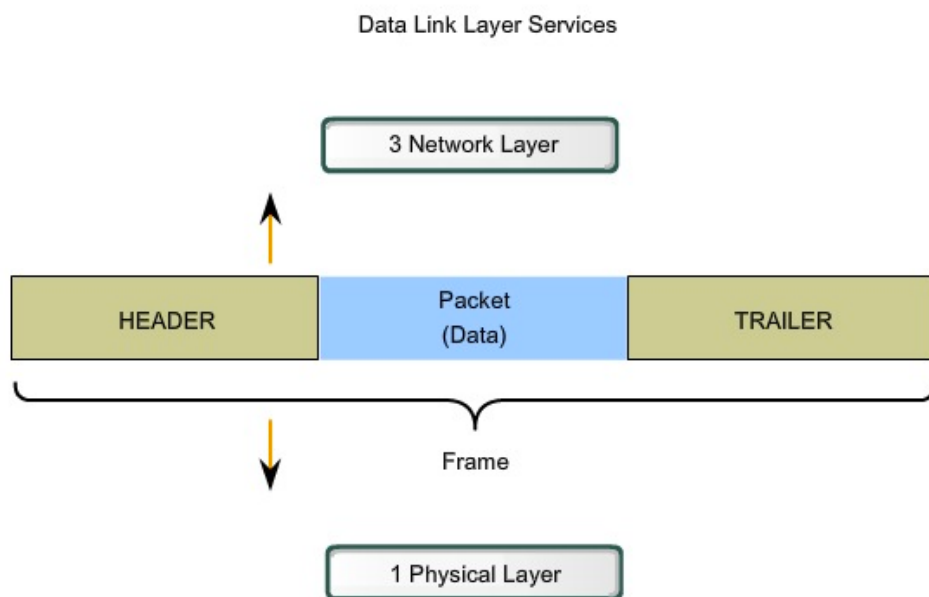 Data Link Layer Services
3 Network Layer
HEADER
Packet
(Data)
TRAILER
Frame
1 Physical Layer